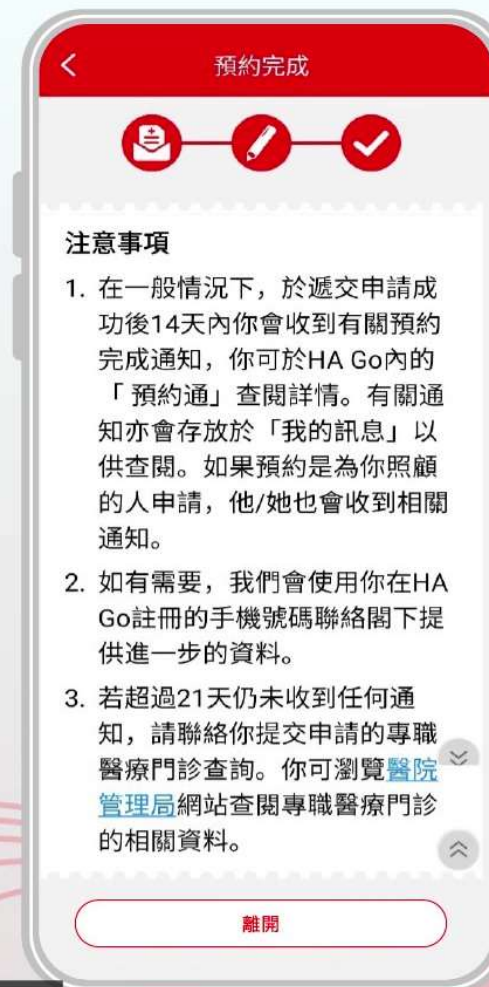 預約完成
注意事項
1. 在一般情況下，於遞交申請成
功後14天內你會收到有關預約
完成通知，你可於HA Go內的
「 預約通」查閱詳情。有關通
知亦會存放於「我的訊息」以
供查閱。如果預約是為你照顧
的人申請，他/她也會收到相關
通知。
2. 如有需要，我們會使用你在HA
Go註冊的手機號碼聯絡閣下提
供進一步的資料。
3. 若超過21天仍未收到任何通
知，請聯絡你提交申請的專職
醫療門診查詢。你可瀏覽醫院
管理局網站查閱專職醫療門診
的相關資料。
離開